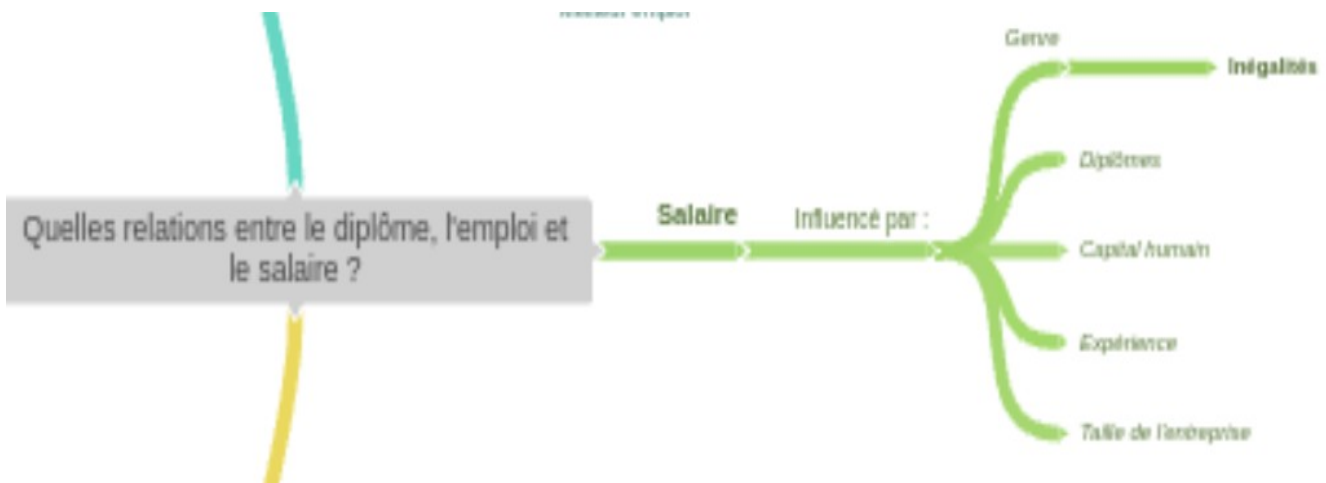 Genre
Inégalités
Diplômes
Quelles relations entre le diplôme, l'emploi et
le salaire ?
Salaire
Influencé par :
Capital humain
Expérience
Taille de l'entreprise